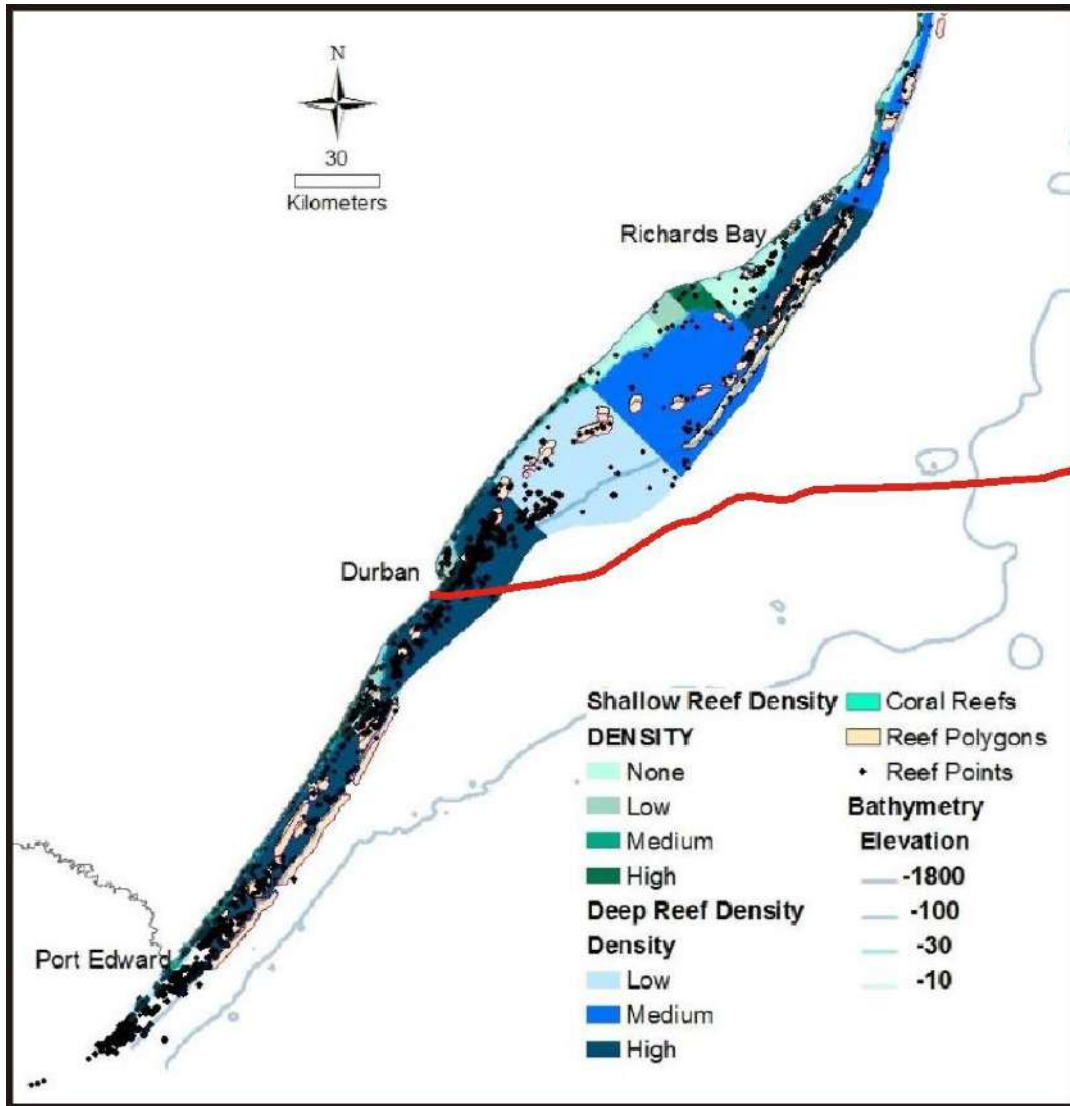 N
30
Kilometers
Richards Bay
Durban
Port Edward
Shallow Reef Density
DENSITY
None
Low
Medium
High
Deep Reef Density
Density
Low
Medium
High
Coral Reefs
Reef Polygons
Reef Points
Bathymetry
Elevation
-1800
-100
-30
-10